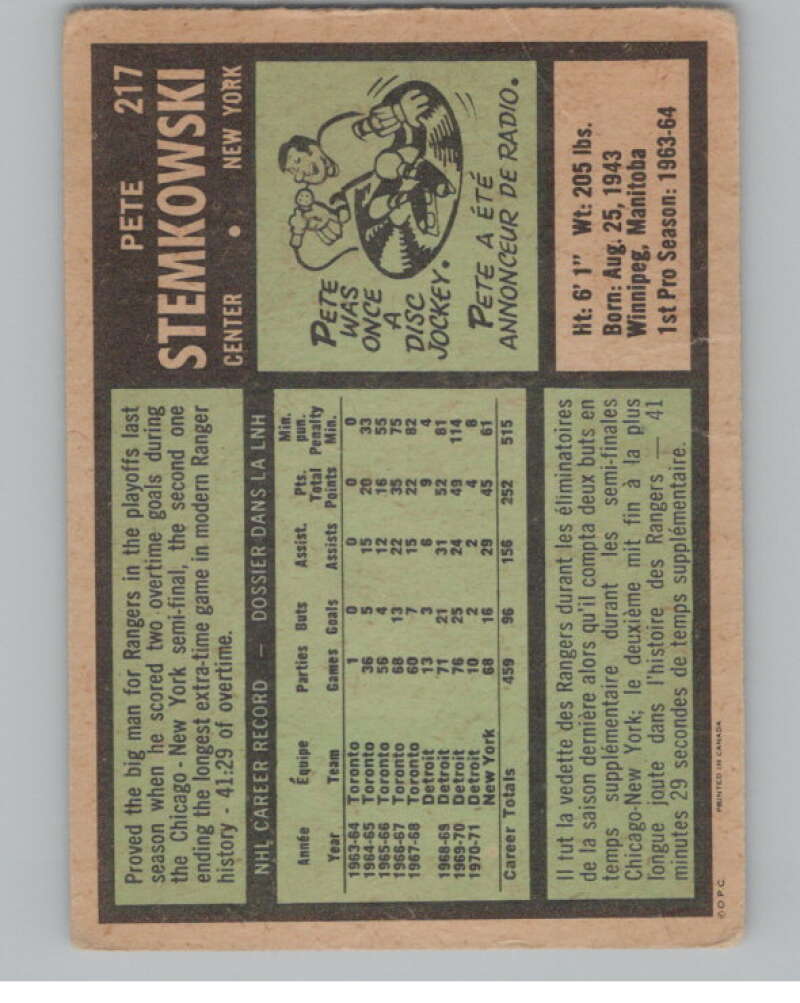 PETE 217
STEMKOWSKI
CENTER • NEW YORK
Proved the big man for Rangers in the playoffs last
season when he scored two overtime goals during
the Chicago - New York semi-final, the second one
ending the longest extra-time game in modern Ranger
history - 41:29 of overtime.
PETE
WAS
ONCE
A
DISC
JOCKEY.
PETE A ÉTÉ
ANNONCEUR DE RADIO.
NHL CAREER RECORD — DOSSIER DANS LA LNH
Année Équipe Parties Buts Assist. Pts. Total Min. pun.
Year Team Games Goals Assists Points Penalty Min.
1963-64 Toronto 1 0 0 0 0
1964-65 Toronto 36 5 15 20 33
1965-66 Toronto 56 4 12 16 55
1966-67 Toronto 68 13 22 35 75
1967-68 Toronto 60 7 15 22 82
Detroit 13 3 6 9 4
1968-69 Detroit 71 21 31 52 81
1969-70 Detroit 76 25 24 49 114
1970-71 Detroit 10 2 2 4 8
New York 68 16 29 45 61
Career Totals 459 96 156 252 515
Ht: 6' 1" Wt: 205 lbs.
Born: Aug. 25, 1943
Winnipeg, Manitoba
1st Pro Season: 1963-64
Il fut la vedette des Rangers durant les éliminatoires
de la saison dernière alors qu'il compta deux buts en
temps supplémentaire durant les semi-finales
Chicago-New York; le deuxième mit fin à la plus
longue joute dans l'histoire des Rangers — 41
minutes 29 secondes de temps supplémentaire.
© O.P.C. PRINTED IN CANADA